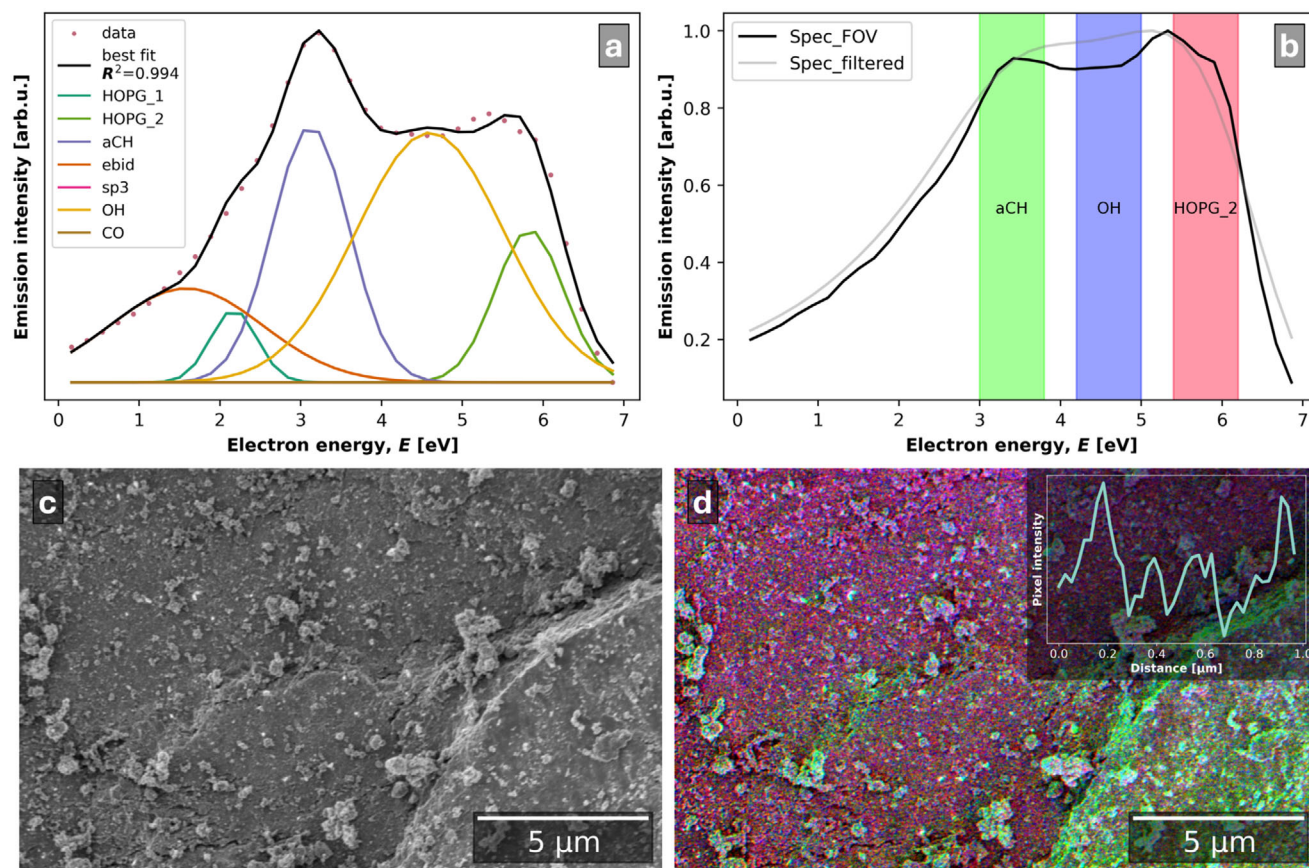 a
data
best fit
R²=0.994
HOPG_1
HOPG_2
aCH
ebid
sp3
OH
CO
Emission intensity [arb.u.]
0 1 2 3 4 5 6 7
Electron energy, E [eV]
b
Spec_FOV
Spec_filtered
aCH OH HOPG_2
Emission intensity [arb.u.]
1.0
0.8
0.6
0.4
0.2
0 1 2 3 4 5 6 7
Electron energy, E [eV]
c
5 µm
d
Pixel intensity
0.0 0.2 0.4 0.6 0.8 1.0
Distance [µm]
5 µm